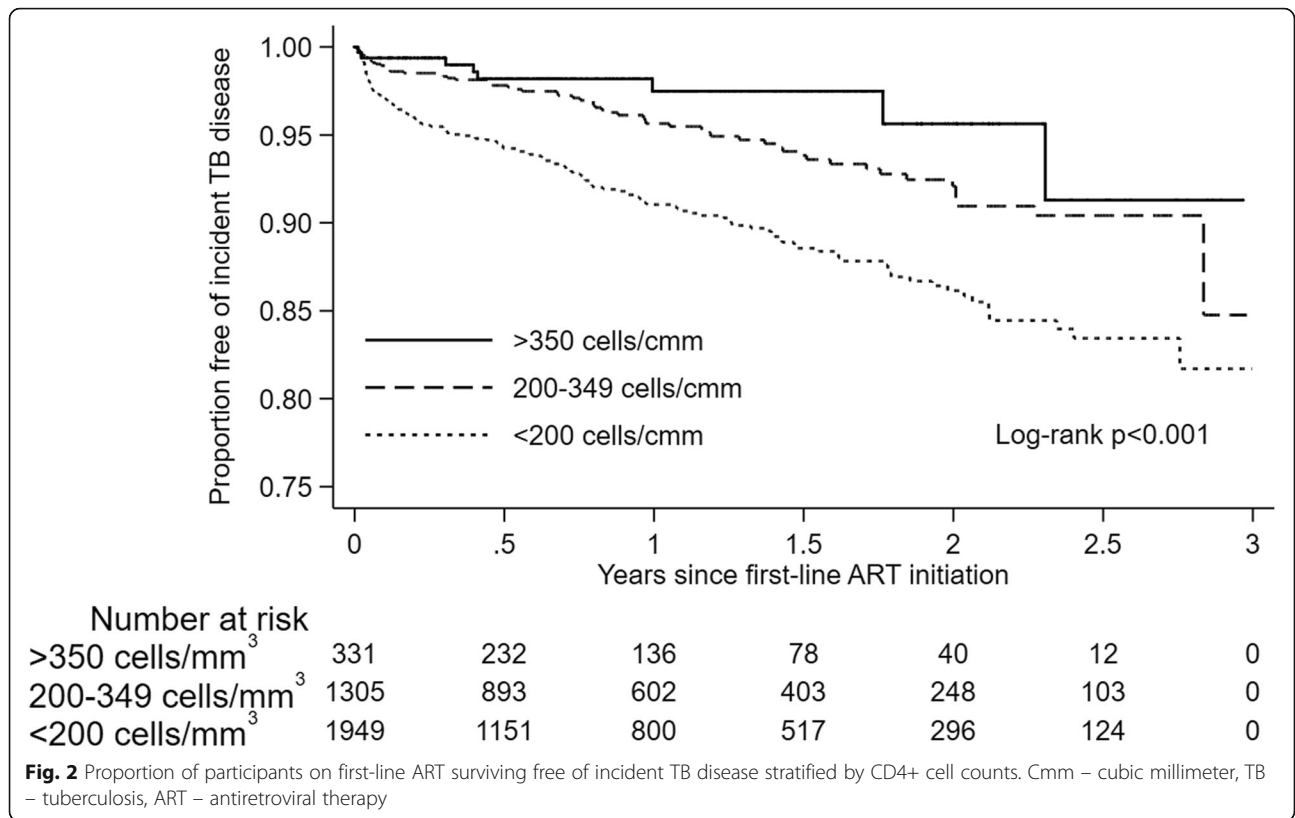 Proportion free of incident TB disease
1.00
0.95
0.90
0.85
0.80
0.75
>350 cells/cmm
200-349 cells/cmm
<200 cells/cmm
Log-rank p<0.001
0 .5 1 1.5 2 2.5 3
Years since first-line ART initiation
Number at risk
>350 cells/mm³ 331 232 136 78 40 12 0
200-349 cells/mm³ 1305 893 602 403 248 103 0
<200 cells/mm³ 1949 1151 800 517 296 124 0
Fig. 2 Proportion of participants on first-line ART surviving free of incident TB disease stratified by CD4+ cell counts. Cmm – cubic millimeter, TB
– tuberculosis, ART – antiretroviral therapy